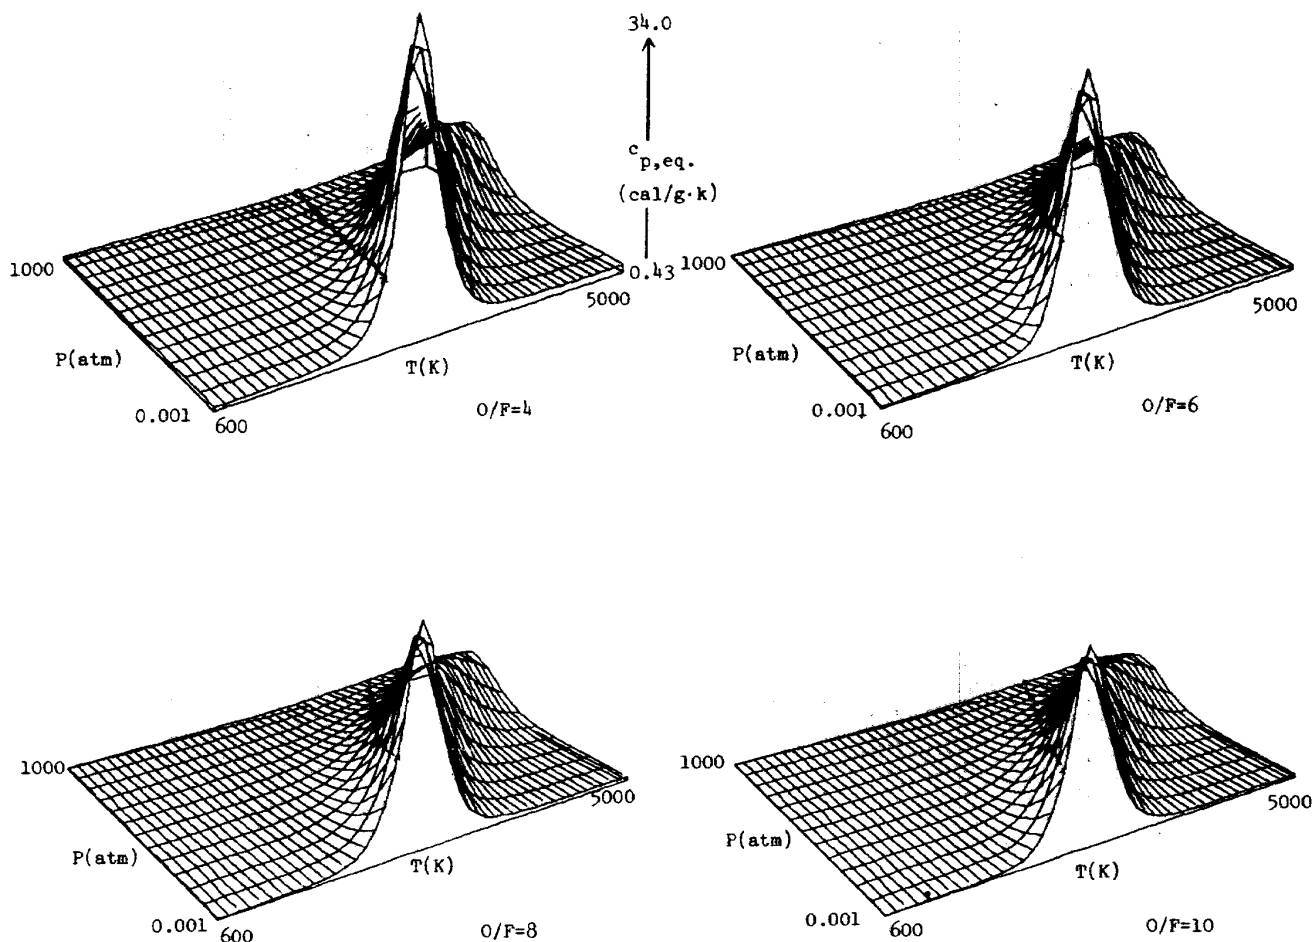 34.0
c p,eq.
(cal/g·k)
0.43
1000
P(atm)
0.001
600
T(K)
5000
O/F=4
1000
P(atm)
0.001
600
T(K)
5000
O/F=6
1000
P(atm)
0.001
600
T(K)
5000
O/F=8
1000
P(atm)
0.001
600
T(K)
5000
O/F=10